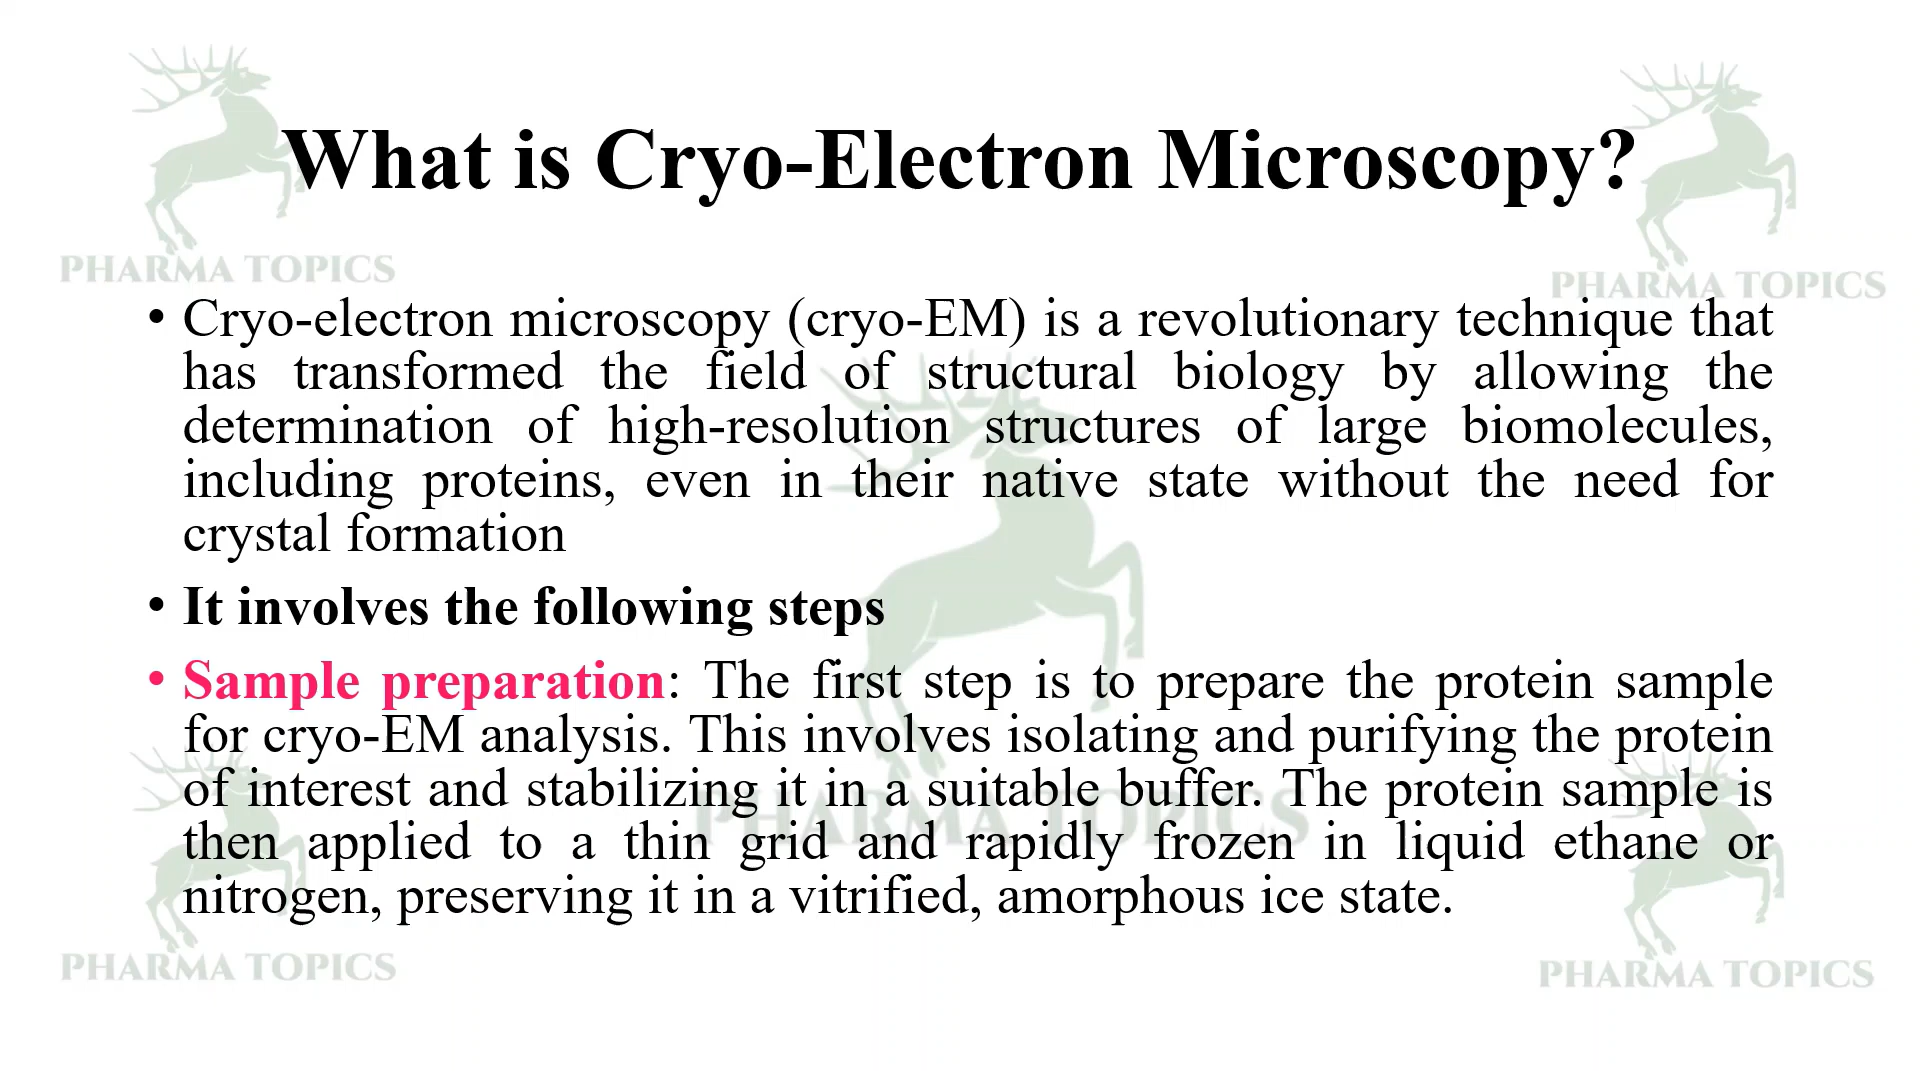 What is Cryo-Electron Microscopy?
PHARMA TOPICS
PHARMA TOPICS
• Cryo-electron microscopy (cryo-EM) is a revolutionary technique that
has transformed the field of structural biology by allowing the
determination of high-resolution structures of large biomolecules,
including proteins, even in their native state without the need for
crystal formation
• It involves the following steps
• Sample preparation: The first step is to prepare the protein sample
for cryo-EM analysis. This involves isolating and purifying the protein
of interest and stabilizing it in a suitable buffer. The protein sample is
PHARMA TOPICS
then applied to a thin grid and rapidly frozen in liquid ethane or
nitrogen, preserving it in a vitrified, amorphous ice state.
PHARMA TOPICS
PHARMA TOPICS